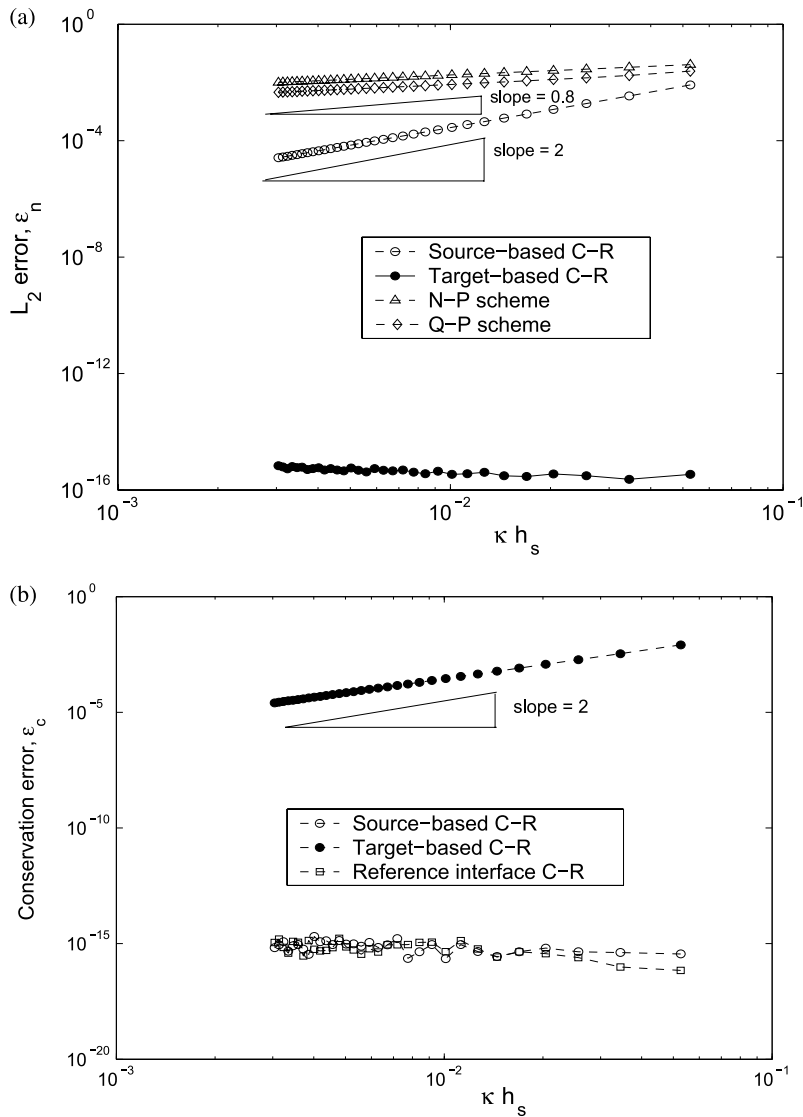 (a)
10^0
10^-4
10^-8
10^-12
10^-16
L_2 error, ε_n
slope = 0.8
slope = 2
Source-based C-R
Target-based C-R
N-P scheme
Q-P scheme
10^-3
10^-2
10^-1
κ h_s
(b)
10^0
10^-5
10^-10
10^-15
10^-20
Conservation error, ε_c
slope = 2
Source-based C-R
Target-based C-R
Reference interface C-R
10^-3
10^-2
10^-1
κ h_s